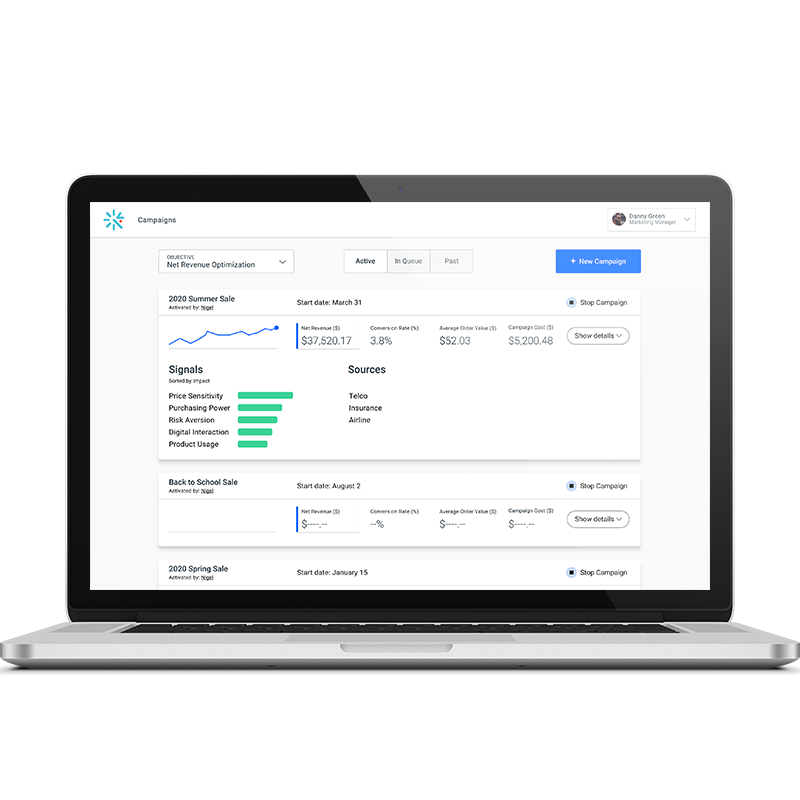 Campaigns
Danny Green
Marketing Manager
OBJECTIVE
Net Revenue Optimization
Active
In Queue
Past
+ New Campaign
2020 Summer Sale
Activated by: Nigel
Start date: March 31
Stop Campaign
Net Revenue ($)
$37,520.17
Conversion Rate (%)
3.8%
Average Order Value ($)
$52.03
Campaign Cost ($)
$5,200.48
Show details
Signals
Sorted by Impact
Price Sensitivity
Purchasing Power
Risk Aversion
Digital Interaction
Product Usage
Sources
Telco
Insurance
Airline
Back to School Sale
Activated by: Nigel
Start date: August 2
Stop Campaign
Net Revenue ($)
$----.--
Conversion Rate (%)
--%
Average Order Value ($)
$----.--
Campaign Cost ($)
$----.--
Show details
2020 Spring Sale
Activated by: Nigel
Start date: January 15
Stop Campaign